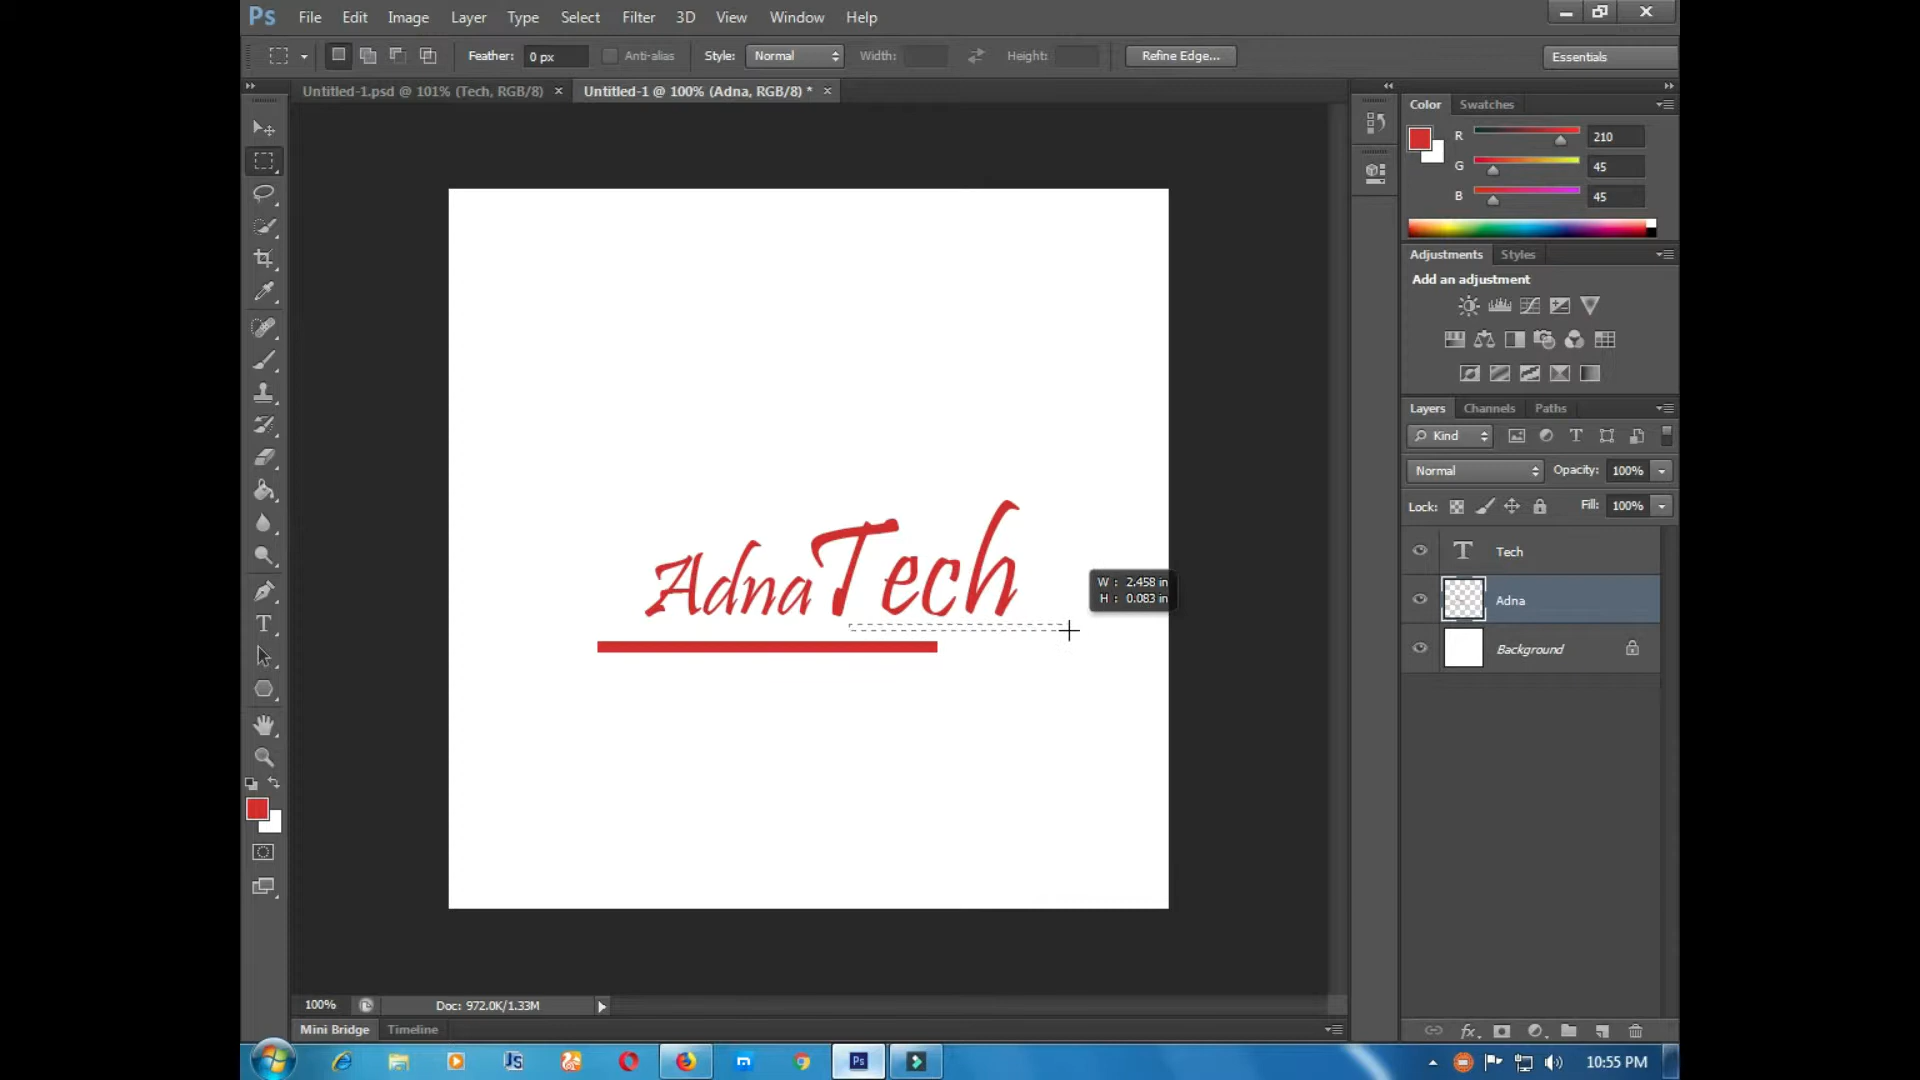 Ps File Edit Image Layer Type Select Filter 3D View Window Help
Feather: 0 px Anti-alias Style: Normal Width: Height: Refine Edge... Essentials
Untitled-1.psd @ 101% (Tech, RGB/8) × Untitled-1 @ 100% (Adna, RGB/8) * ×
Color Swatches
R 210
G 45
B 45
Adjustments Styles
Add an adjustment
Layers Channels Paths
Kind
Normal Opacity: 100%
Lock: Fill: 100%
T Tech
Adna
Background
AdnaTech
W : 2.458 in
H : 0.083 in
100% Doc: 972.0K/1.33M
Mini Bridge Timeline
JS Ps 10:55 PM